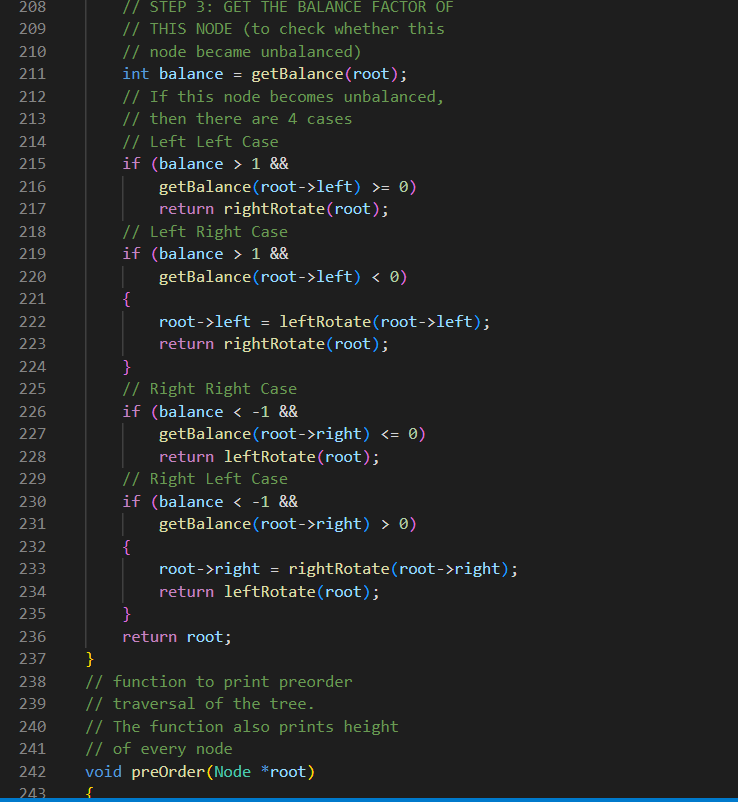 208 // STEP 3: GET THE BALANCE FACTOR OF
209 // THIS NODE (to check whether this
210 // node became unbalanced)
211 int balance = getBalance(root);
212 // If this node becomes unbalanced,
213 // then there are 4 cases
214 // Left Left Case
215 if (balance > 1 &&
216 getBalance(root->left) >= 0)
217 return rightRotate(root);
218 // Left Right Case
219 if (balance > 1 &&
220 getBalance(root->left) < 0)
221 {
222 root->left = leftRotate(root->left);
223 return rightRotate(root);
224 }
225 // Right Right Case
226 if (balance < -1 &&
227 getBalance(root->right) <= 0)
228 return leftRotate(root);
229 // Right Left Case
230 if (balance < -1 &&
231 getBalance(root->right) > 0)
232 {
233 root->right = rightRotate(root->right);
234 return leftRotate(root);
235 }
236 return root;
237 }
238 // function to print preorder
239 // traversal of the tree.
240 // The function also prints height
241 // of every node
242 void preOrder(Node *root)
243 {